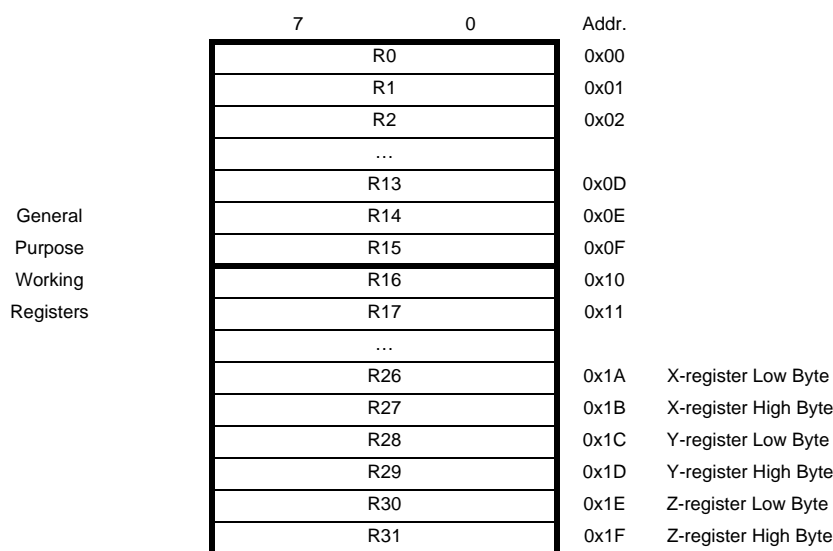 7 0 Addr.
R0 0x00
R1 0x01
R2 0x02
…
R13 0x0D
General R14 0x0E
Purpose R15 0x0F
Working R16 0x10
Registers R17 0x11
…
R26 0x1A X-register Low Byte
R27 0x1B X-register High Byte
R28 0x1C Y-register Low Byte
R29 0x1D Y-register High Byte
R30 0x1E Z-register Low Byte
R31 0x1F Z-register High Byte